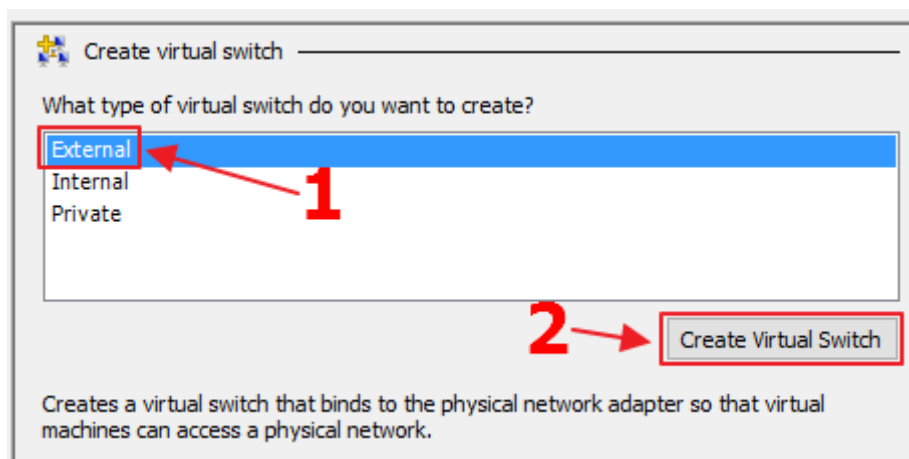 Create virtual switch
What type of virtual switch do you want to create?
External
Internal
1
Private
2
Create Virtual Switch
Creates a virtual switch that binds to the physical network adapter so that virtual
machines can access a physical network.